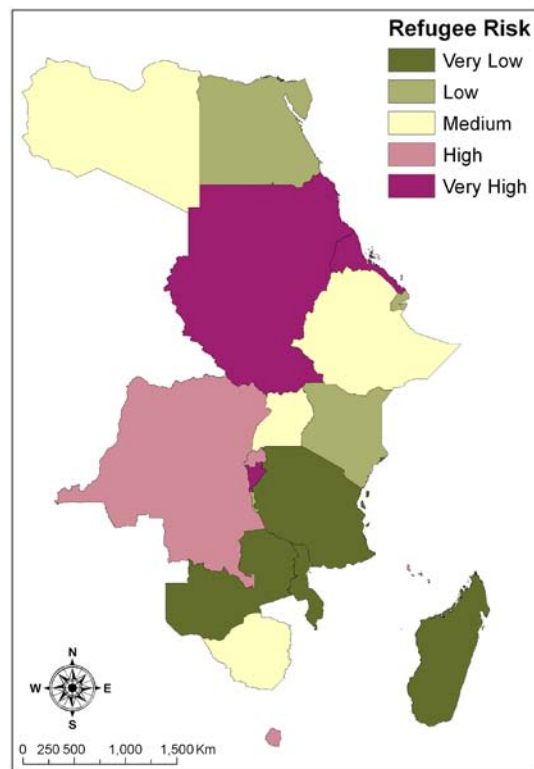 Refugee Risk
Very Low
Low
Medium
High
Very High
N
W E
S
0 250 500 1,000 1,500 Km